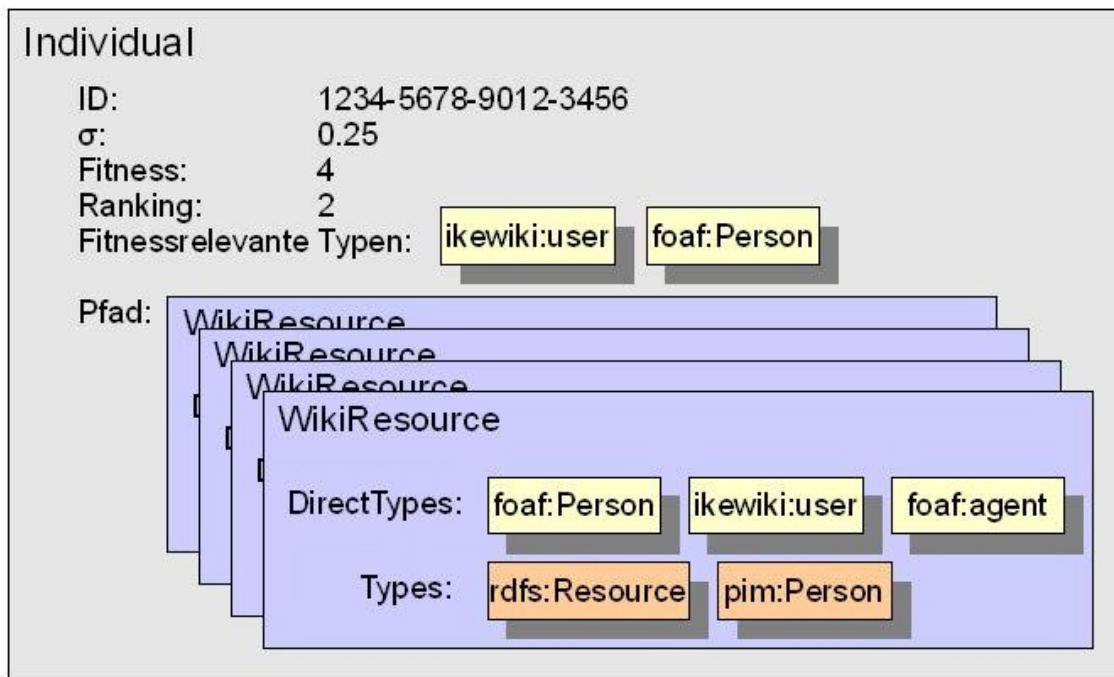 Individual
ID: 1234-5678-9012-3456
σ: 0.25
Fitness: 4
Ranking: 2
Fitnessrelevante Typen: ikewiki:user foaf:Person
Pfad:
WikiResource
WikiResource
WikiResource
WikiResource
DirectTypes: foaf:Person ikewiki:user foaf:agent
Types: rdfs:Resource pim:Person